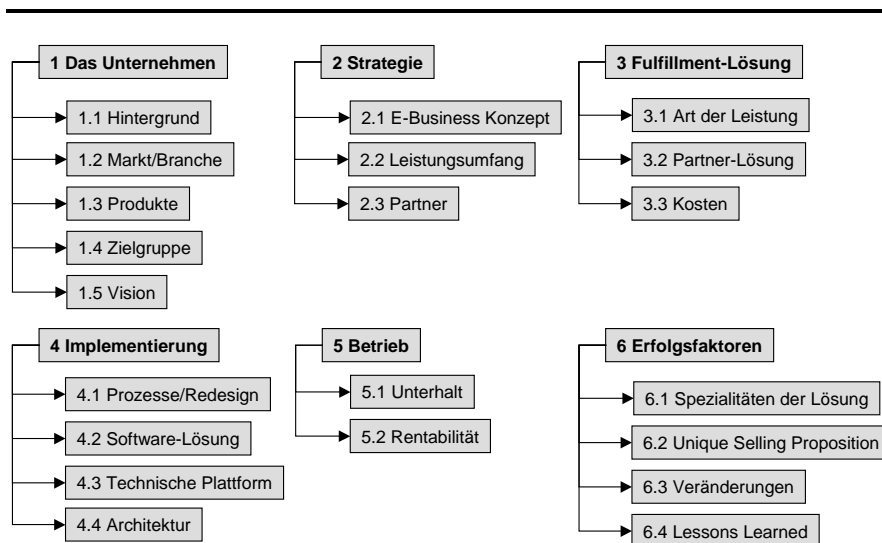 1 Das Unternehmen
1.1 Hintergrund
1.2 Markt/Branche
1.3 Produkte
1.4 Zielgruppe
1.5 Vision
2 Strategie
2.1 E-Business Konzept
2.2 Leistungsumfang
2.3 Partner
3 Fulfillment-Lösung
3.1 Art der Leistung
3.2 Partner-Lösung
3.3 Kosten
4 Implementierung
4.1 Prozesse/Redesign
4.2 Software-Lösung
4.3 Technische Plattform
4.4 Architektur
5 Betrieb
5.1 Unterhalt
5.2 Rentabilität
6 Erfolgsfaktoren
6.1 Spezialitäten der Lösung
6.2 Unique Selling Proposition
6.3 Veränderungen
6.4 Lessons Learned